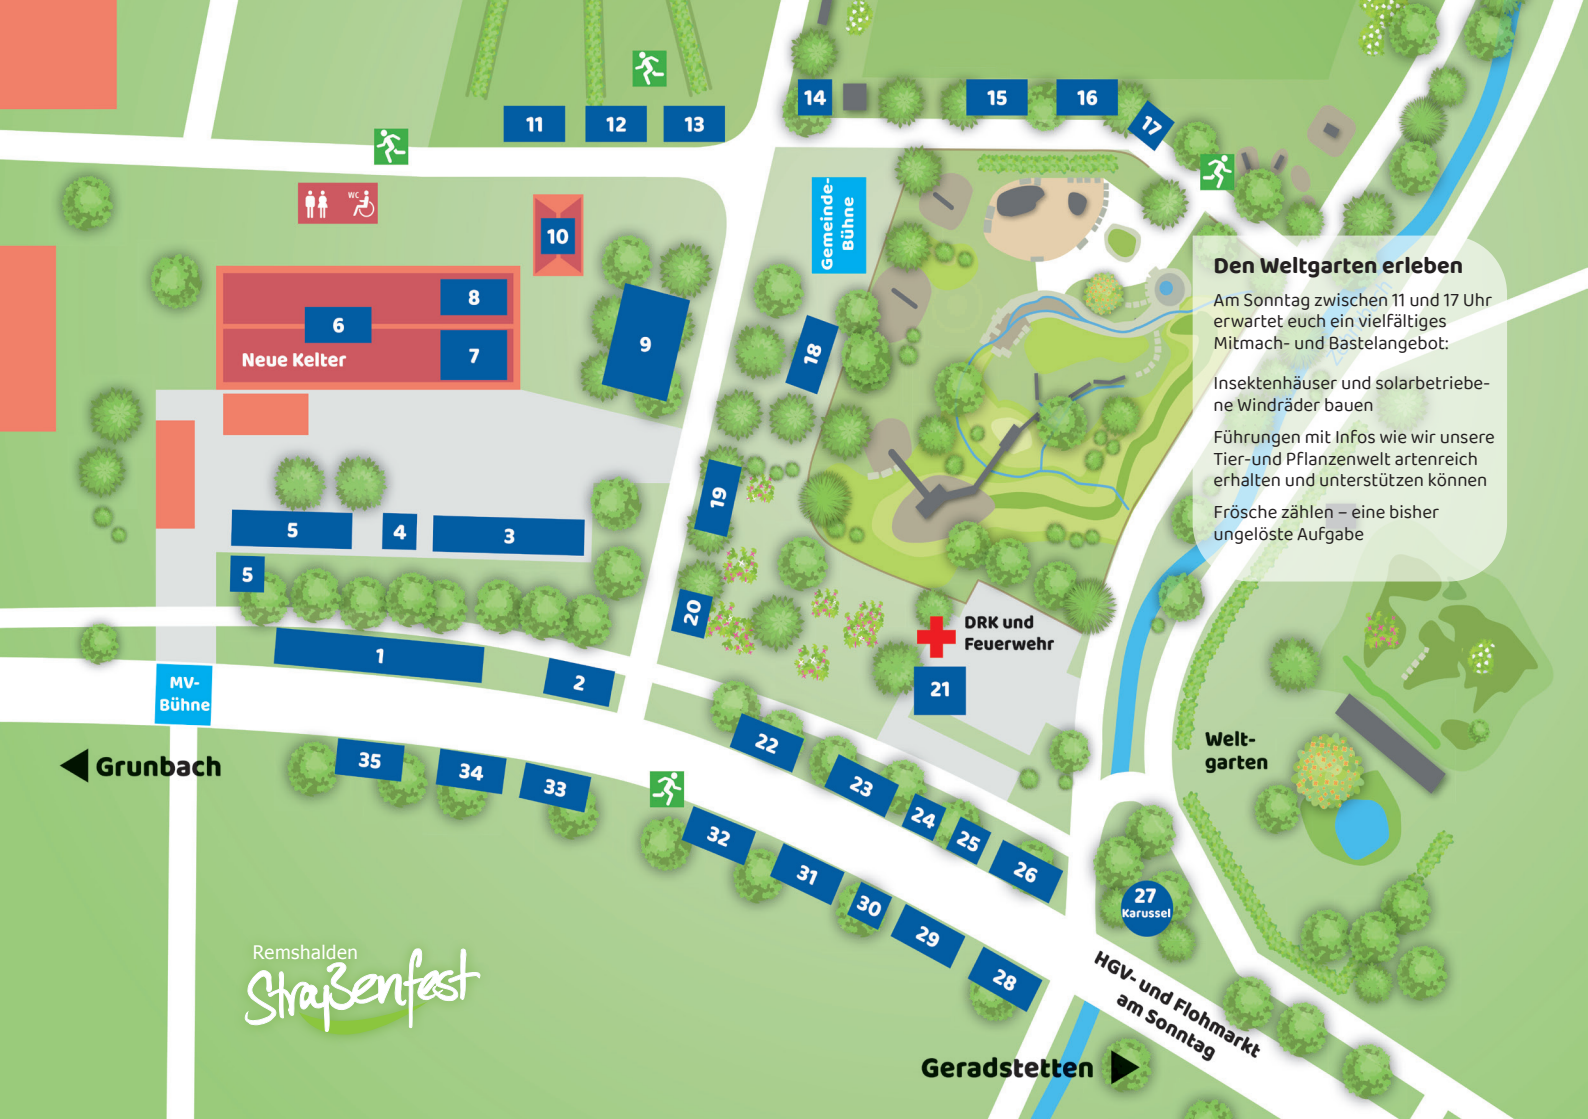 11
12
13
14
15
16
17
WC
10
Gemeinde-
Bühne
8
6
7
Neue Kelter
9
18
Den Weltgarten erleben
Am Sonntag zwischen 11 und 17 Uhr
erwartet euch ein vielfältiges
Mitmach- und Bastelangebot:
Insektenhäuser und solarbetriebe-
ne Windräder bauen
Führungen mit Infos wie wir unsere
Tier-und Pflanzenwelt artenreich
erhalten und unterstützen können
Frösche zählen – eine bisher
ungelöste Aufgabe
5
4
3
5
19
20
1
2
MV-
Bühne
DRK und
Feuerwehr
21
Grunbach
35
34
33
22
23
24
25
26
Welt-
garten
32
31
30
29
28
27
Karussel
HGV- und Flohmarkt
am Sonntag
Remshalden
Straßenfest
Geradstetten